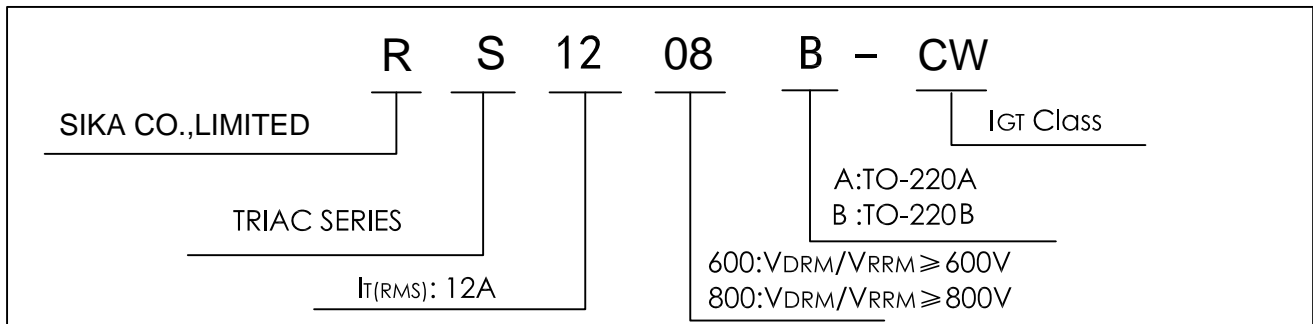 R S 12 08 B - CW
SIKA CO.,LIMITED
IGT Class
A:TO-220A
B :TO-220B
TRIAC SERIES
600:VDRM/VRRM⩾600V
IT(RMS): 12A
800:VDRM/VRRM⩾800V